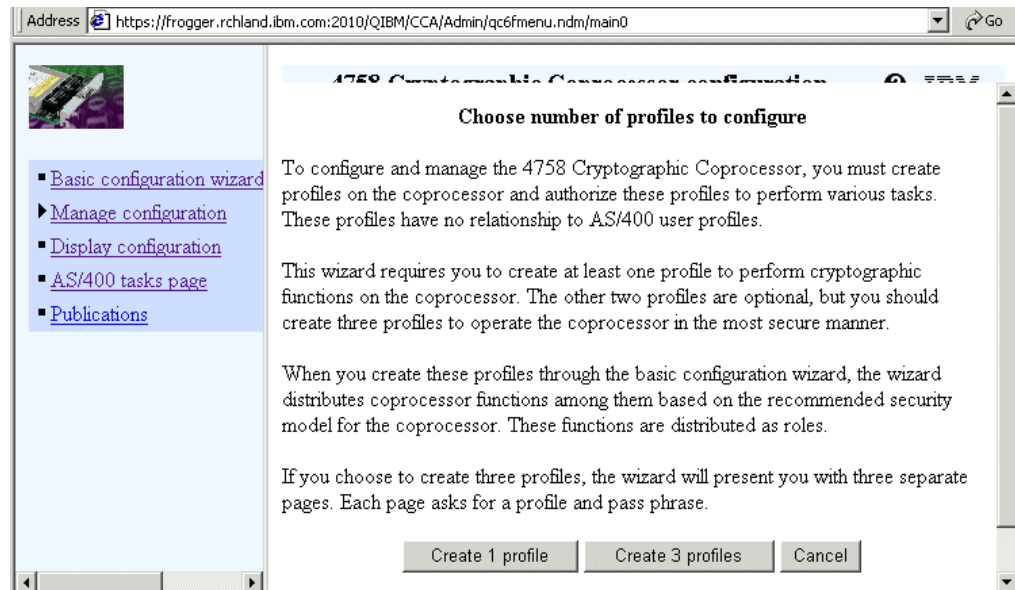 Address https://frogger.rchland.ibm.com:2010/QIBM/CCA/Admin/qc6fmenu.ndm/main0 Go
4758 Cryptographic Coprocessor configuration IBM
Basic configuration wizard
Manage configuration
Display configuration
AS/400 tasks page
Publications
Choose number of profiles to configure
To configure and manage the 4758 Cryptographic Coprocessor, you must create
profiles on the coprocessor and authorize these profiles to perform various tasks.
These profiles have no relationship to AS/400 user profiles.
This wizard requires you to create at least one profile to perform cryptographic
functions on the coprocessor. The other two profiles are optional, but you should
create three profiles to operate the coprocessor in the most secure manner.
When you create these profiles through the basic configuration wizard, the wizard
distributes coprocessor functions among them based on the recommended security
model for the coprocessor. These functions are distributed as roles.
If you choose to create three profiles, the wizard will present you with three separate
pages. Each page asks for a profile and pass phrase.
Create 1 profile Create 3 profiles Cancel